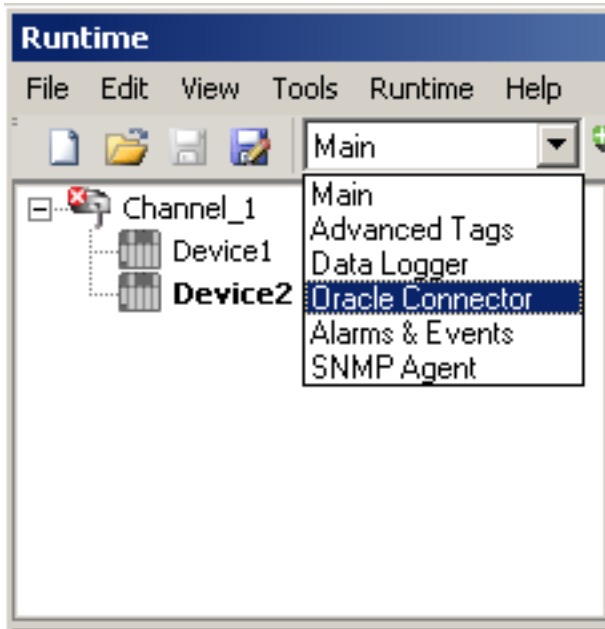 Runtime
File Edit View Tools Runtime Help
Main
Channel_1
Device1
Device2
Main
Advanced Tags
Data Logger
Oracle Connector
Alarms & Events
SNMP Agent